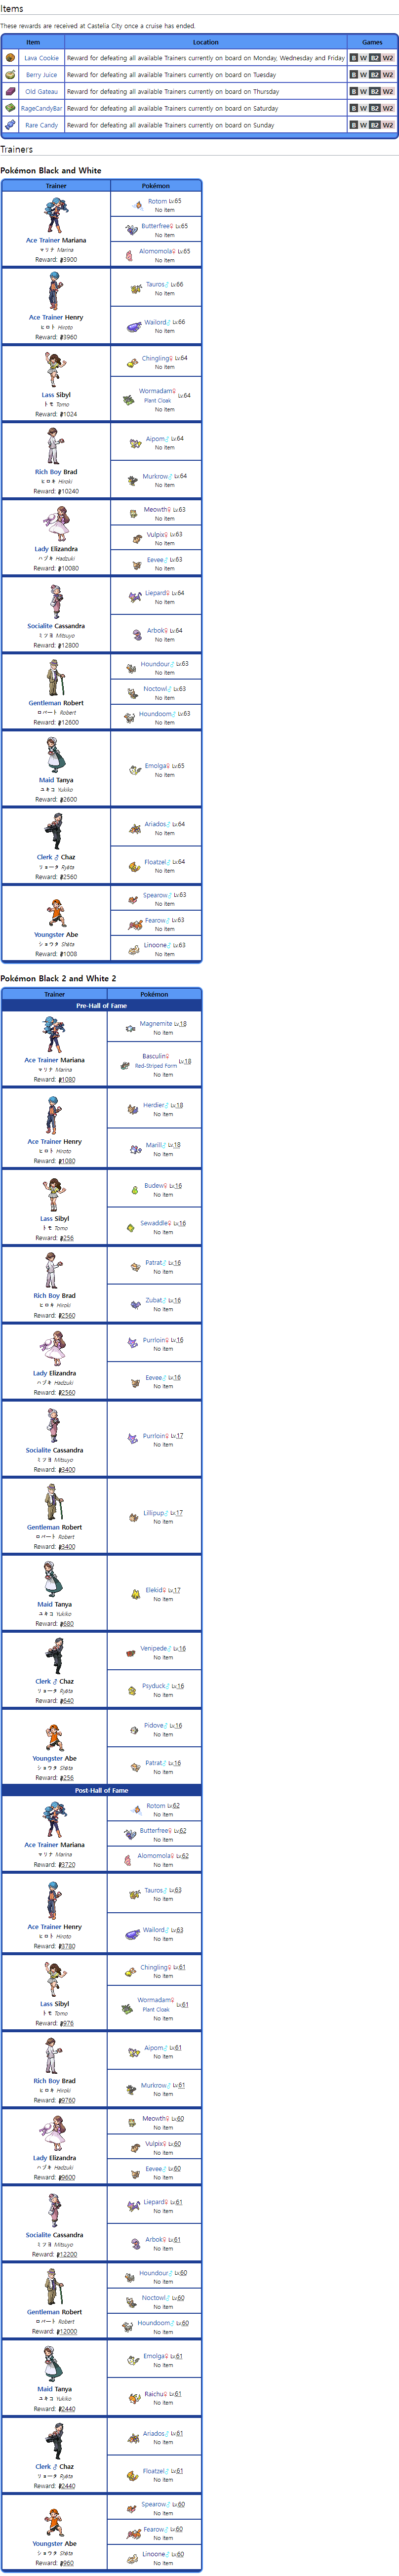 Items
These rewards are received at Castelia City once a cruise has ended.
Item Location Games
Lava Cookie Reward for defeating all available Trainers currently on board on Monday, Wednesday and Friday B W B2 W2
Berry Juice Reward for defeating all available Trainers currently on board on Tuesday B W B2 W2
Old Gateau Reward for defeating all available Trainers currently on board on Thursday B W B2 W2
RageCandyBar Reward for defeating all available Trainers currently on board on Saturday B W B2 W2
Rare Candy Reward for defeating all available Trainers currently on board on Sunday B W B2 W2
Trainers
Pokémon Black and White
Trainer Pokémon
Ace Trainer Mariana
マリナ Marina
Reward: 3900
Rotom Lv.65
No item
Butterfree♀ Lv.65
No item
Alomomola♀ Lv.65
No item
Ace Trainer Henry
ヒロト Hiroto
Reward: 3960
Tauros♂ Lv.66
No item
Wailord♂ Lv.66
No item
Lass Sibyl
トモ Tomo
Reward: 1024
Chingling♀ Lv.64
No item
Wormadam♀ Lv.64
Plant Cloak
No item
Rich Boy Brad
ヒロキ Hiroki
Reward: 10240
Aipom♂ Lv.64
No item
Murkrow♂ Lv.64
No item
Lady Elizandra
ハヅキ Hadzuki
Reward: 10080
Meowth♀ Lv.63
No item
Vulpix♀ Lv.63
No item
Eevee♂ Lv.63
No item
Socialite Cassandra
ミツヨ Mitsuyo
Reward: 12800
Liepard♀ Lv.64
No item
Arbok♀ Lv.64
No item
Gentleman Robert
ロバート Robert
Reward: 12600
Houndour♂ Lv.63
No item
Noctowl♂ Lv.63
No item
Houndoom♂ Lv.63
No item
Maid Tanya
ユキコ Yukiko
Reward: 2600
Emolga♀ Lv.65
No item
Clerk ♂ Chaz
リョータ Ryōta
Reward: 2560
Ariados♂ Lv.64
No item
Floatzel♂ Lv.64
No item
Youngster Abe
ショウタ Shōta
Reward: 1008
Spearow♂ Lv.63
No item
Fearow♂ Lv.63
No item
Linoone♂ Lv.63
No item
Pokémon Black 2 and White 2
Trainer Pokémon
Pre-Hall of Fame
Ace Trainer Mariana
マリナ Marina
Reward: 1080
Magnemite Lv.18
No item
Basculin♀ Lv.18
Red-Striped Form
No item
Ace Trainer Henry
ヒロト Hiroto
Reward: 1080
Herdier♂ Lv.18
No item
Marill♂ Lv.18
No item
Lass Sibyl
トモ Tomo
Reward: 256
Budew♀ Lv.16
No item
Sewaddle♀ Lv.16
No item
Rich Boy Brad
ヒロキ Hiroki
Reward: 2560
Patrat♂ Lv.16
No item
Zubat♂ Lv.16
No item
Lady Elizandra
ハヅキ Hadzuki
Reward: 2560
Purrloin♀ Lv.16
No item
Eevee♂ Lv.16
No item
Socialite Cassandra
ミツヨ Mitsuyo
Reward: 3400
Purrloin♀ Lv.17
No item
Gentleman Robert
ロバート Robert
Reward: 3400
Lillipup♂ Lv.17
No item
Maid Tanya
ユキコ Yukiko
Reward: 680
Elekid♀ Lv.17
No item
Clerk ♂ Chaz
リョータ Ryōta
Reward: 640
Venipede♂ Lv.16
No item
Psyduck♂ Lv.16
No item
Youngster Abe
ショウタ Shōta
Reward: 256
Pidove♂ Lv.16
No item
Patrat♂ Lv.16
No item
Post-Hall of Fame
Ace Trainer Mariana
マリナ Marina
Reward: 3720
Rotom Lv.62
No item
Butterfree♀ Lv.62
No item
Alomomola♀ Lv.62
No item
Ace Trainer Henry
ヒロト Hiroto
Reward: 3780
Tauros♂ Lv.63
No item
Wailord♂ Lv.63
No item
Lass Sibyl
トモ Tomo
Reward: 976
Chingling♀ Lv.61
No item
Wormadam♀ Lv.61
Plant Cloak
No item
Rich Boy Brad
ヒロキ Hiroki
Reward: 9760
Aipom♂ Lv.61
No item
Murkrow♂ Lv.61
No item
Lady Elizandra
ハヅキ Hadzuki
Reward: 9600
Meowth♀ Lv.60
No item
Vulpix♀ Lv.60
No item
Eevee♂ Lv.60
No item
Socialite Cassandra
ミツヨ Mitsuyo
Reward: 12200
Liepard♀ Lv.61
No item
Arbok♀ Lv.61
No item
Gentleman Robert
ロバート Robert
Reward: 12000
Houndour♂ Lv.60
No item
Noctowl♂ Lv.60
No item
Houndoom♂ Lv.60
No item
Maid Tanya
ユキコ Yukiko
Reward: 2440
Emolga♀ Lv.61
No item
Raichu♀ Lv.61
No item
Clerk ♂ Chaz
リョータ Ryōta
Reward: 2440
Ariados♂ Lv.61
No item
Floatzel♂ Lv.61
No item
Youngster Abe
ショウタ Shōta
Reward: 960
Spearow♂ Lv.60
No item
Fearow♂ Lv.60
No item
Linoone♂ Lv.60
No item